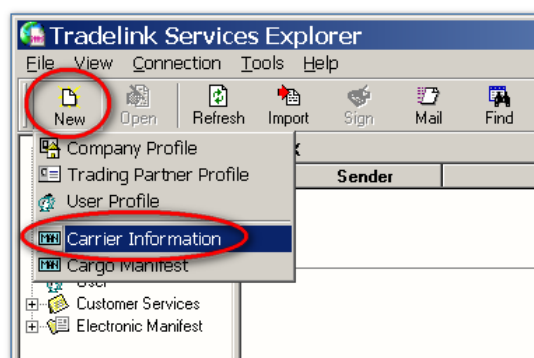 Tradelink Services Explorer
File View Connection Tools Help
New Open Refresh Import Sign Mail Find
Company Profile
Trading Partner Profile
User Profile
Carrier Information
Cargo Manifest
Sender
User
Customer Services
Electronic Manifest